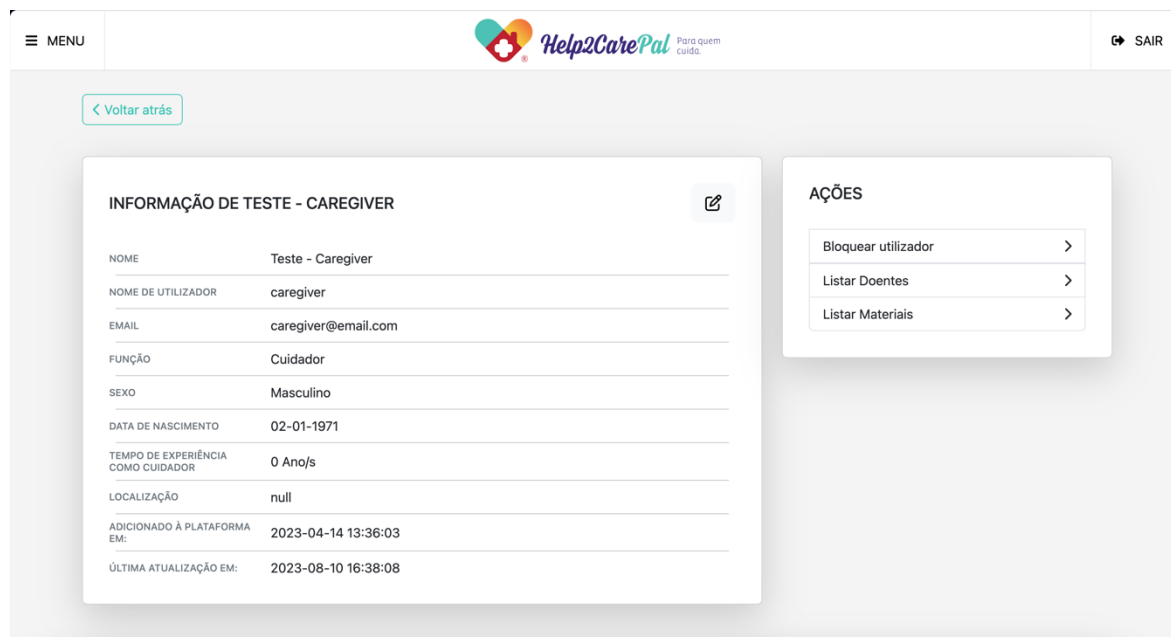 MENU
Help2CarePal
Para quem
cuida.
®
SAIR
Voltar atrás
INFORMAÇÃO DE TESTE - CAREGIVER
NOME Teste - Caregiver
NOME DE UTILIZADOR caregiver
EMAIL caregiver@email.com
FUNÇÃO Cuidador
SEXO Masculino
DATA DE NASCIMENTO 02-01-1971
TEMPO DE EXPERIÊNCIA
COMO CUIDADOR 0 Ano/s
LOCALIZAÇÃO null
ADICIONADO À PLATAFORMA
EM: 2023-04-14 13:36:03
ÚLTIMA ATUALIZAÇÃO EM: 2023-08-10 16:38:08
AÇÕES
Bloquear utilizador
Listar Doentes
Listar Materiais